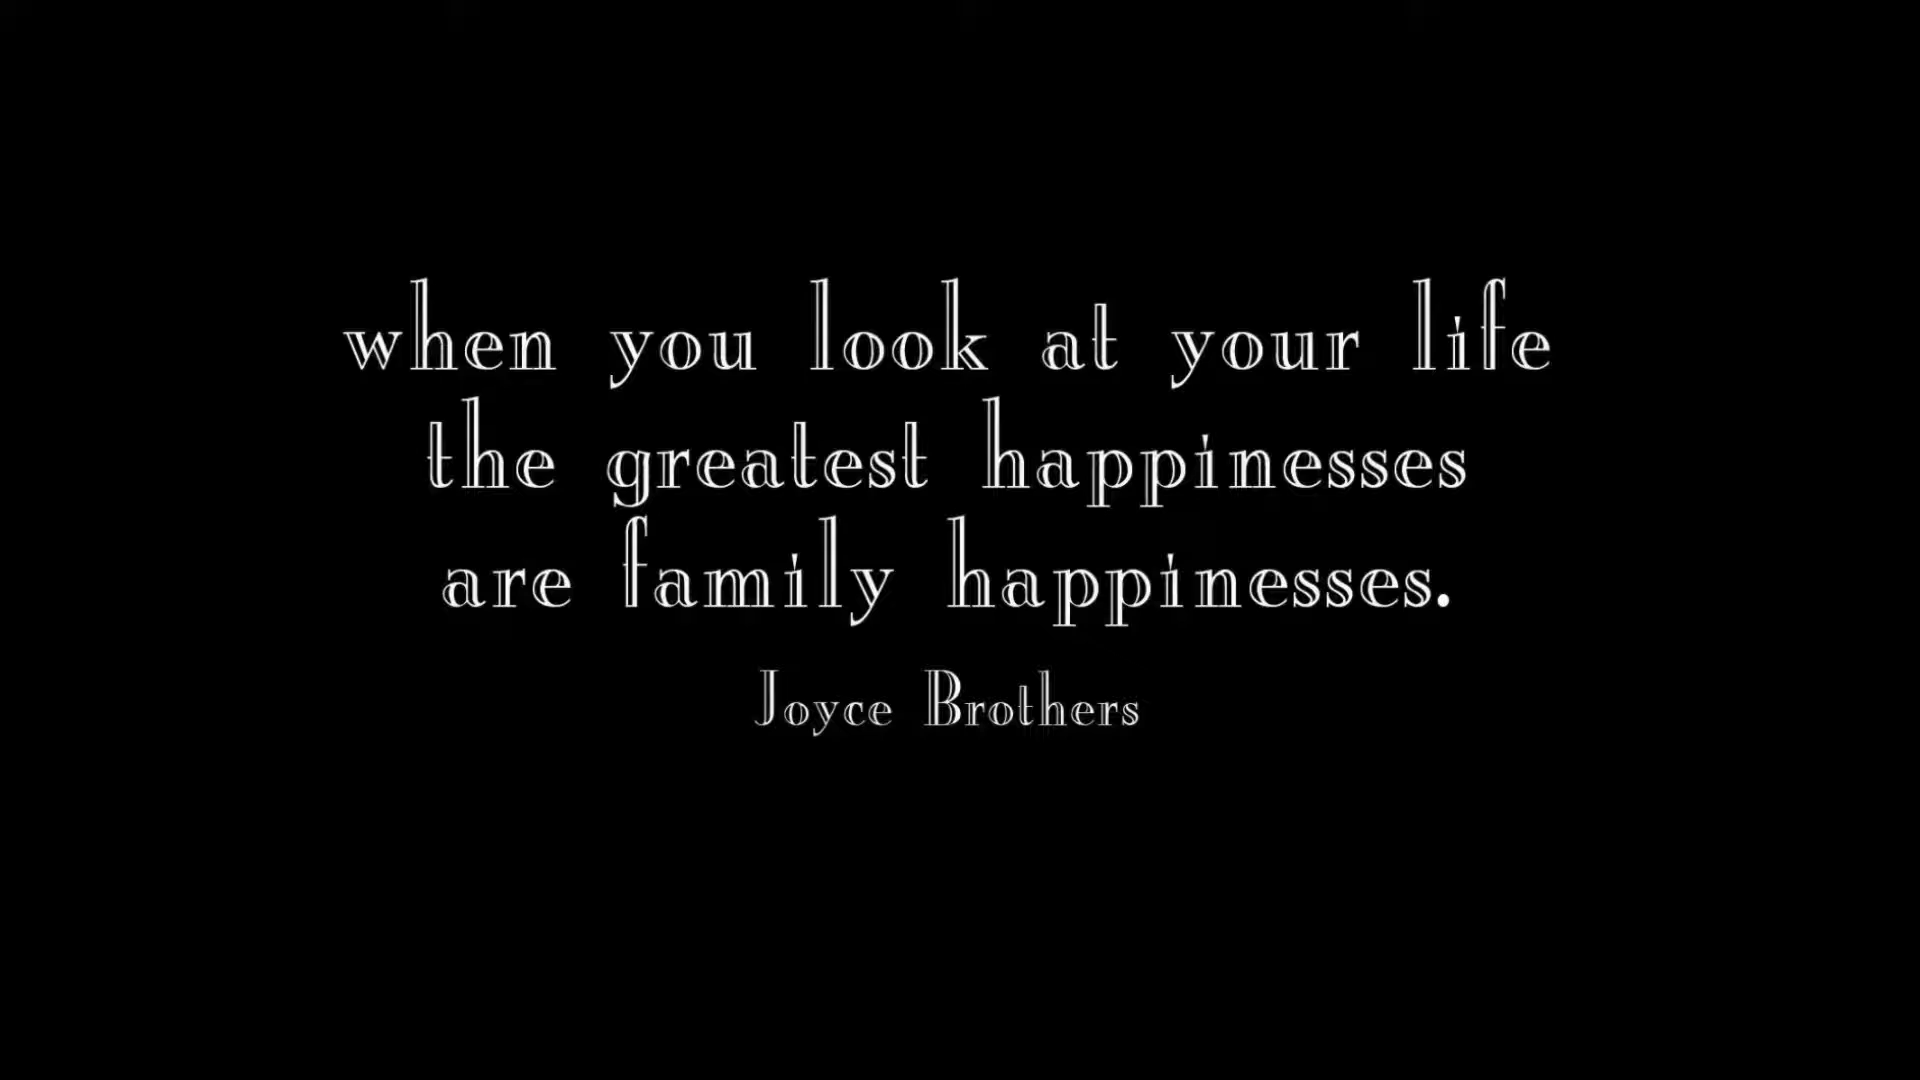 when you look at your life
the greatest happinesses
are family happinesses.
Joyce Brothers